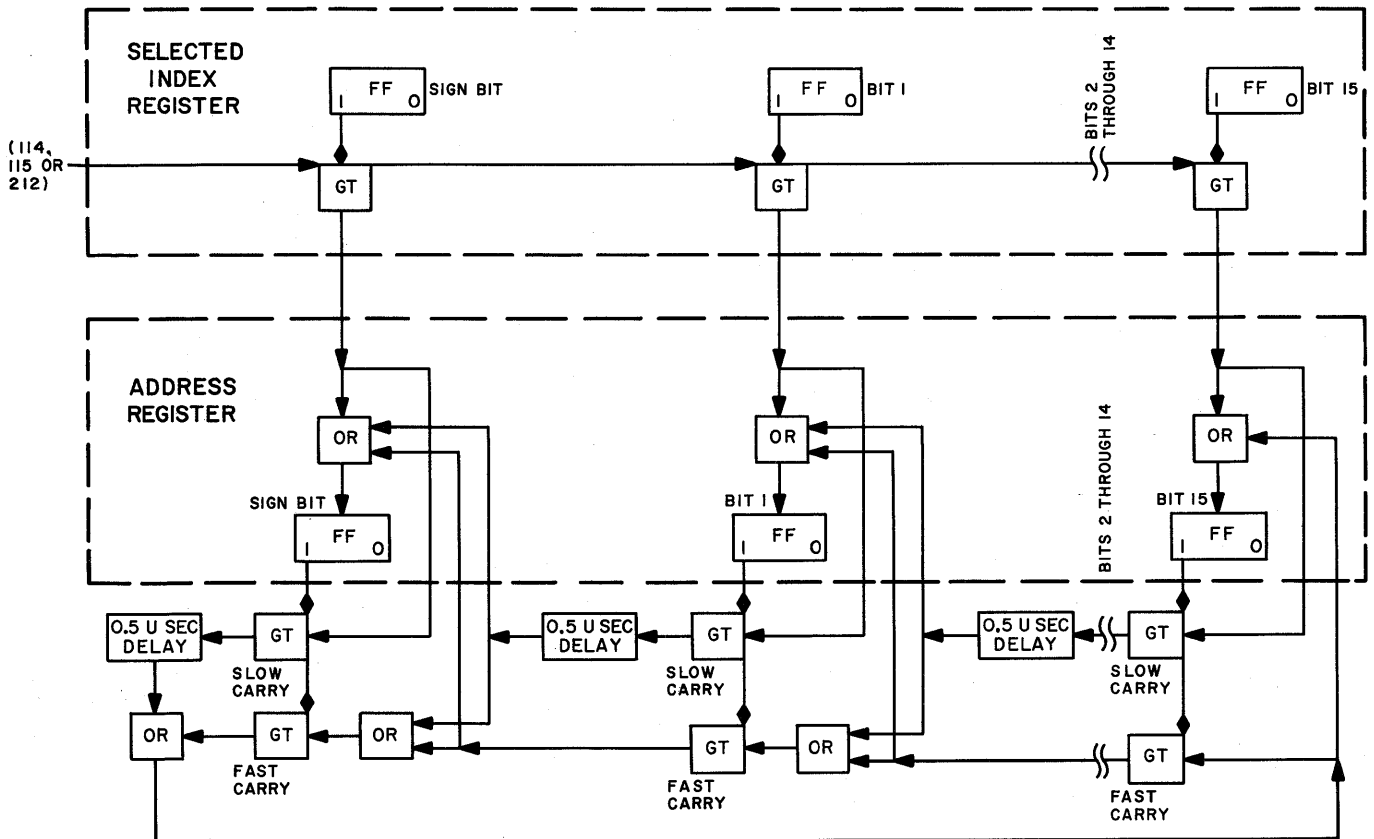 SELECTED
INDEX
REGISTER
FF
I O
SIGN BIT
FF
I O
BIT I
BITS 2
THROUGH 14
FF
I O
BIT 15
(114,
115 OR
212)
GT
GT
GT
ADDRESS
REGISTER
OR
OR
OR
SIGN BIT
FF
I O
BIT I
FF
I O
BITS 2 THROUGH 14
BIT 15
FF
I O
0.5 U SEC
DELAY
GT
SLOW
CARRY
0.5 U SEC
DELAY
GT
SLOW
CARRY
0.5 U SEC
DELAY
GT
SLOW
CARRY
OR
GT
FAST
CARRY
OR
GT
FAST
CARRY
OR
GT
FAST
CARRY